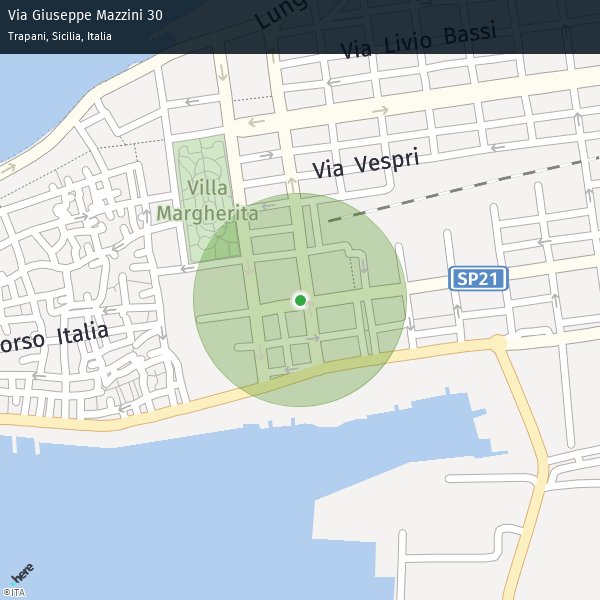 Via Giuseppe Mazzini 30
Trapani, Sicilia, Italia
Lung
Via Livio Bassi
Via Vespri
Villa
Margherita
SP21
orso Italia
here
©ITA